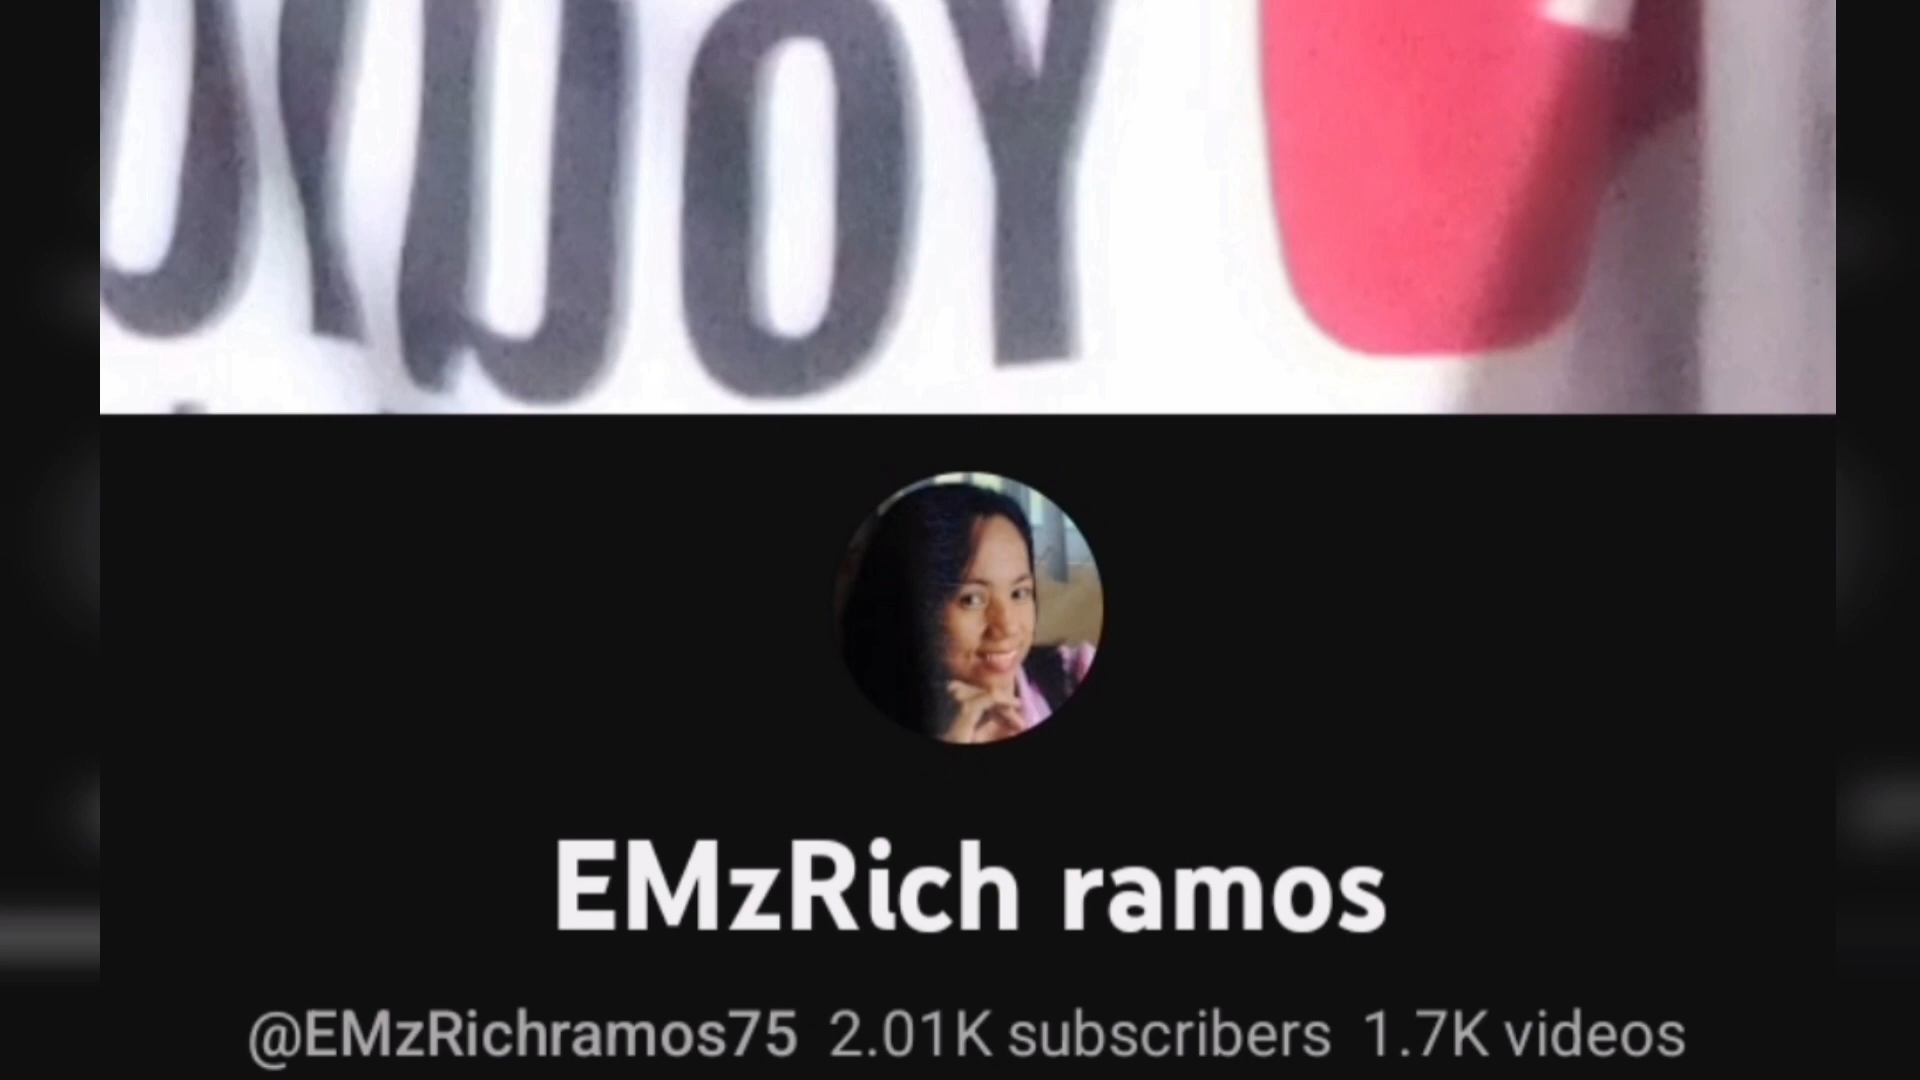 EMzRich ramos
@EMzRichramos75 2.01K subscribers 1.7K videos